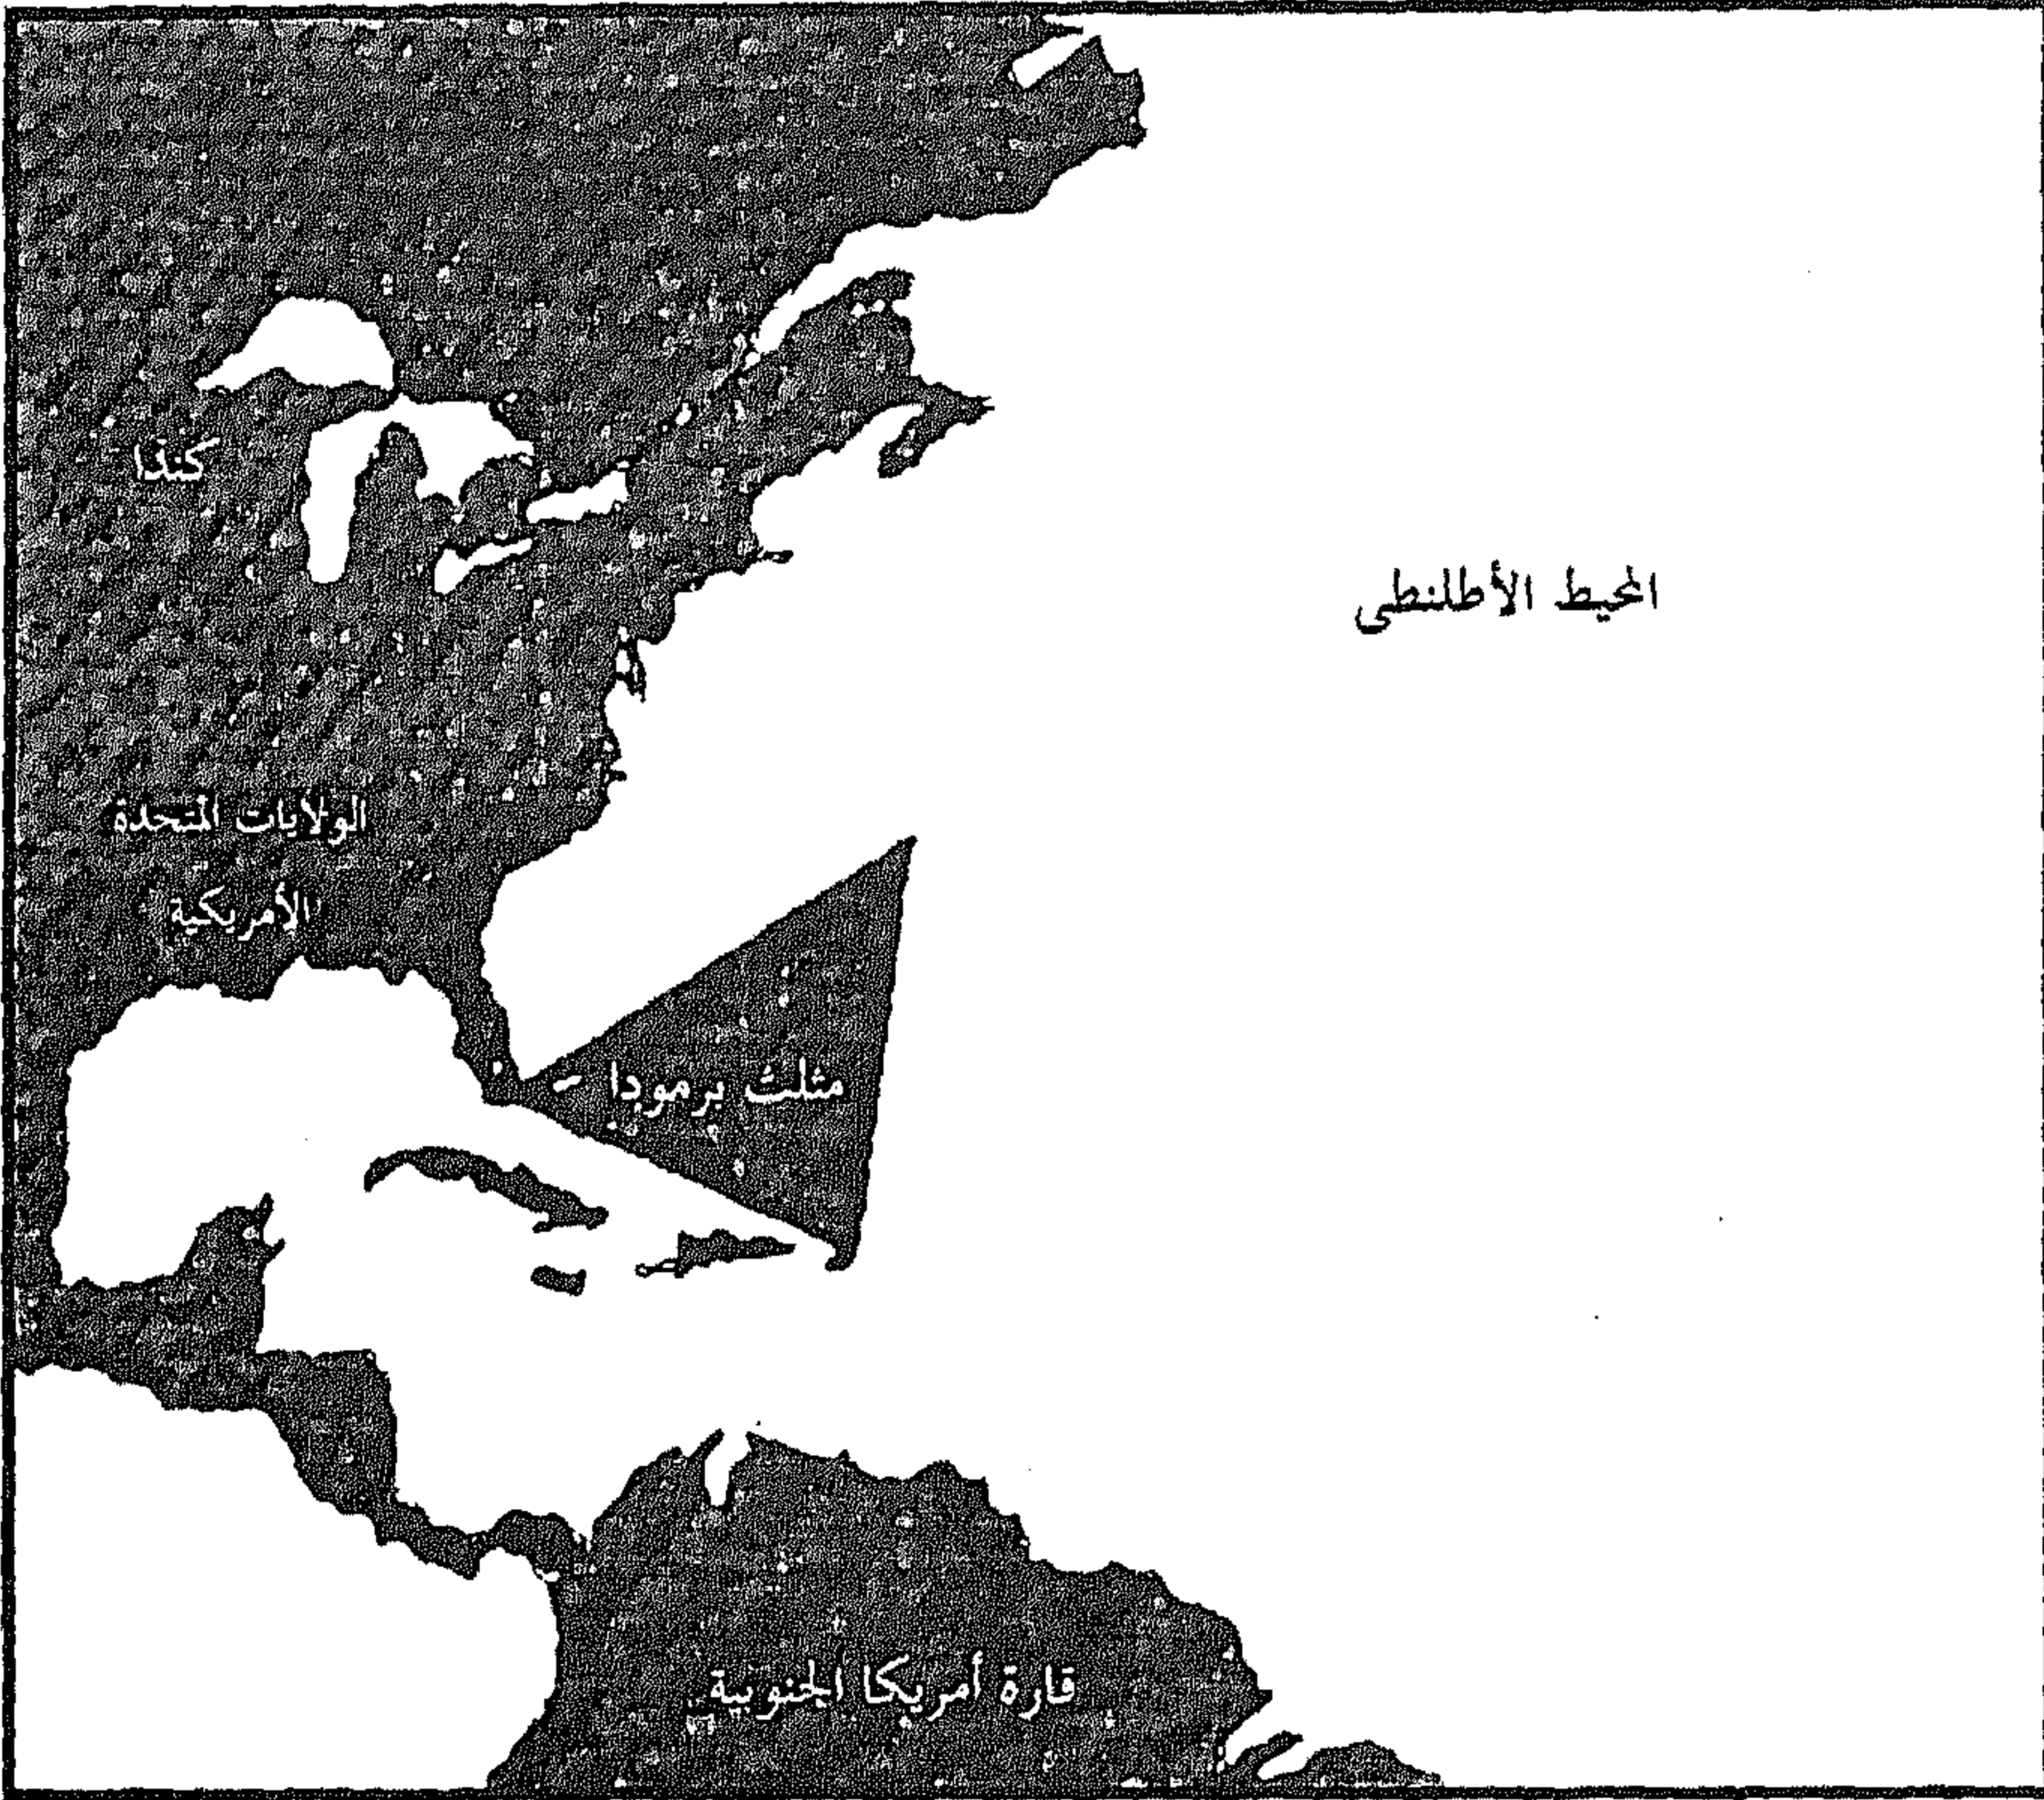 كندا
المحيط الأطلنطى
الولايات المتحدة
الأمريكية
مثلث برمودا
قارة أمريكا الجنوبية